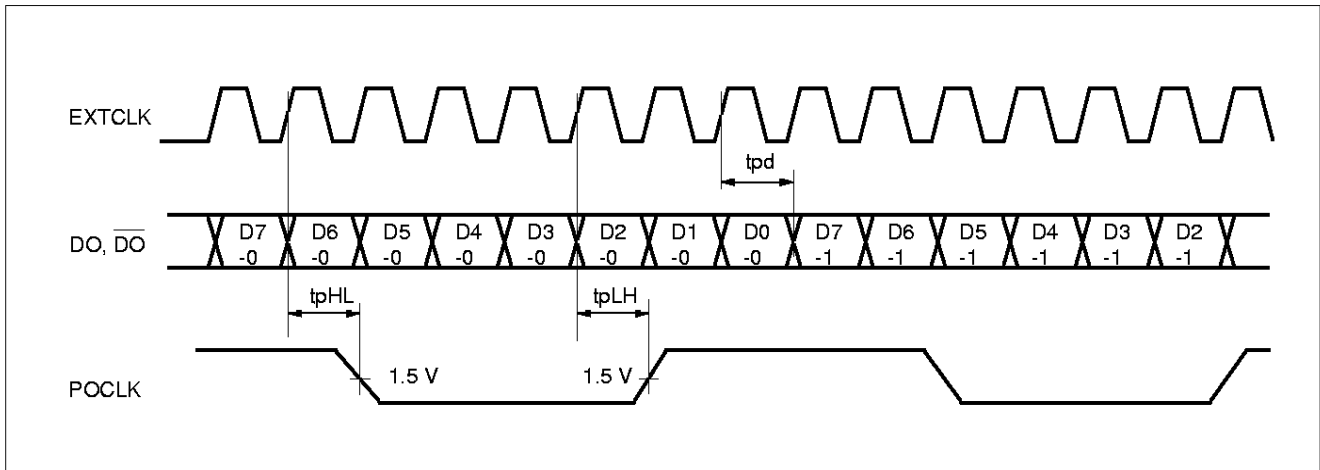 EXTCLK
tpd
DO, D̅O̅
D7 D6 D5 D4 D3 D2 D1 D0 D7 D6 D5 D4 D3 D2
-0 -0 -0 -0 -0 -0 -0 -0 -1 -1 -1 -1 -1 -1
tpHL tpLH
1.5 V 1.5 V
POCLK